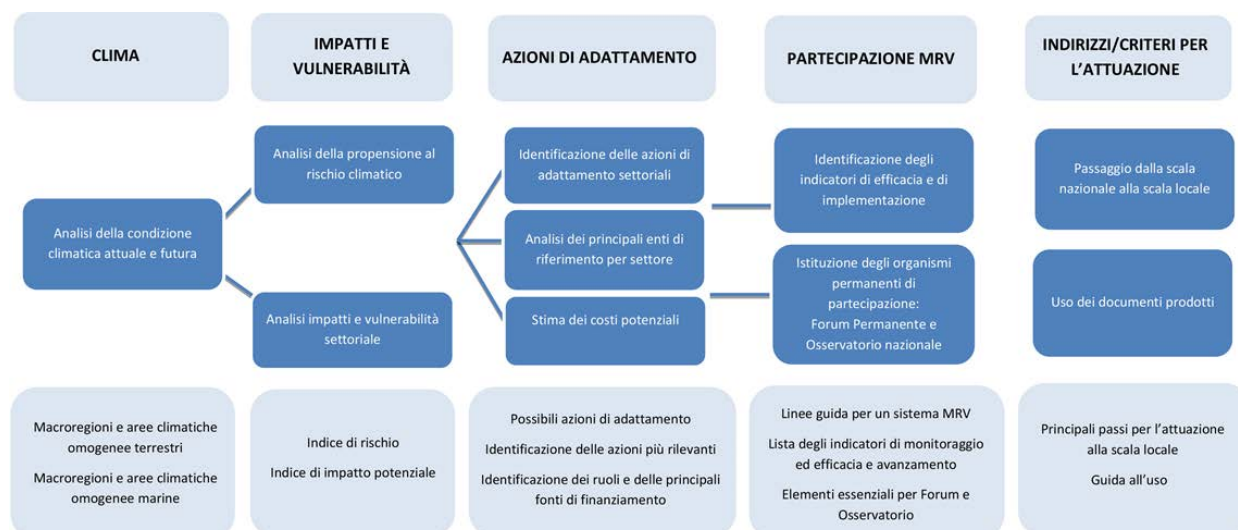 CLIMA
IMPATTI E
VULNERABILITÀ
AZIONI DI ADATTAMENTO
PARTECIPAZIONE MRV
INDIRIZZI/CRITERI PER
L’ATTUAZIONE
Analisi della condizione
climatica attuale e futura
Analisi della propensione al
rischio climatico
Analisi impatti e vulnerabilità
settoriale
Identificazione delle azioni di
adattamento settoriali
Analisi dei principali enti di
riferimento per settore
Stima dei costi potenziali
Identificazione degli
indicatori di efficacia e di
implementazione
Istituzione degli organismi
permanenti di
partecipazione:
Forum Permanente e
Osservatorio nazionale
Passaggio dalla scala
nazionale alla scala locale
Uso dei documenti prodotti
Macroregioni e aree climatiche
omogenee terrestri
Macroregioni e aree climatiche
omogenee marine
Indice di rischio
Indice di impatto potenziale
Possibili azioni di adattamento
Identificazione delle azioni più rilevanti
Identificazione dei ruoli e delle principali
fonti di finanziamento
Linee guida per un sistema MRV
Lista degli indicatori di monitoraggio
ed efficacia e avanzamento
Elementi essenziali per Forum e
Osservatorio
Principali passi per l’attuazione
alla scala locale
Guida all’uso